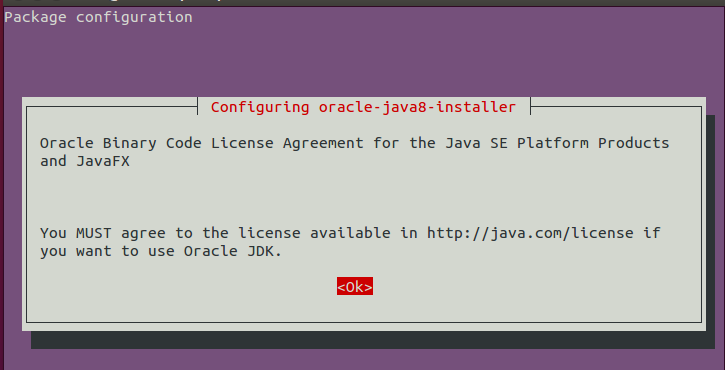 Package configuration
Configuring oracle-java8-installer
Oracle Binary Code License Agreement for the Java SE Platform Products
and JavaFX
You MUST agree to the license available in http://java.com/license if
you want to use Oracle JDK.
<Ok>